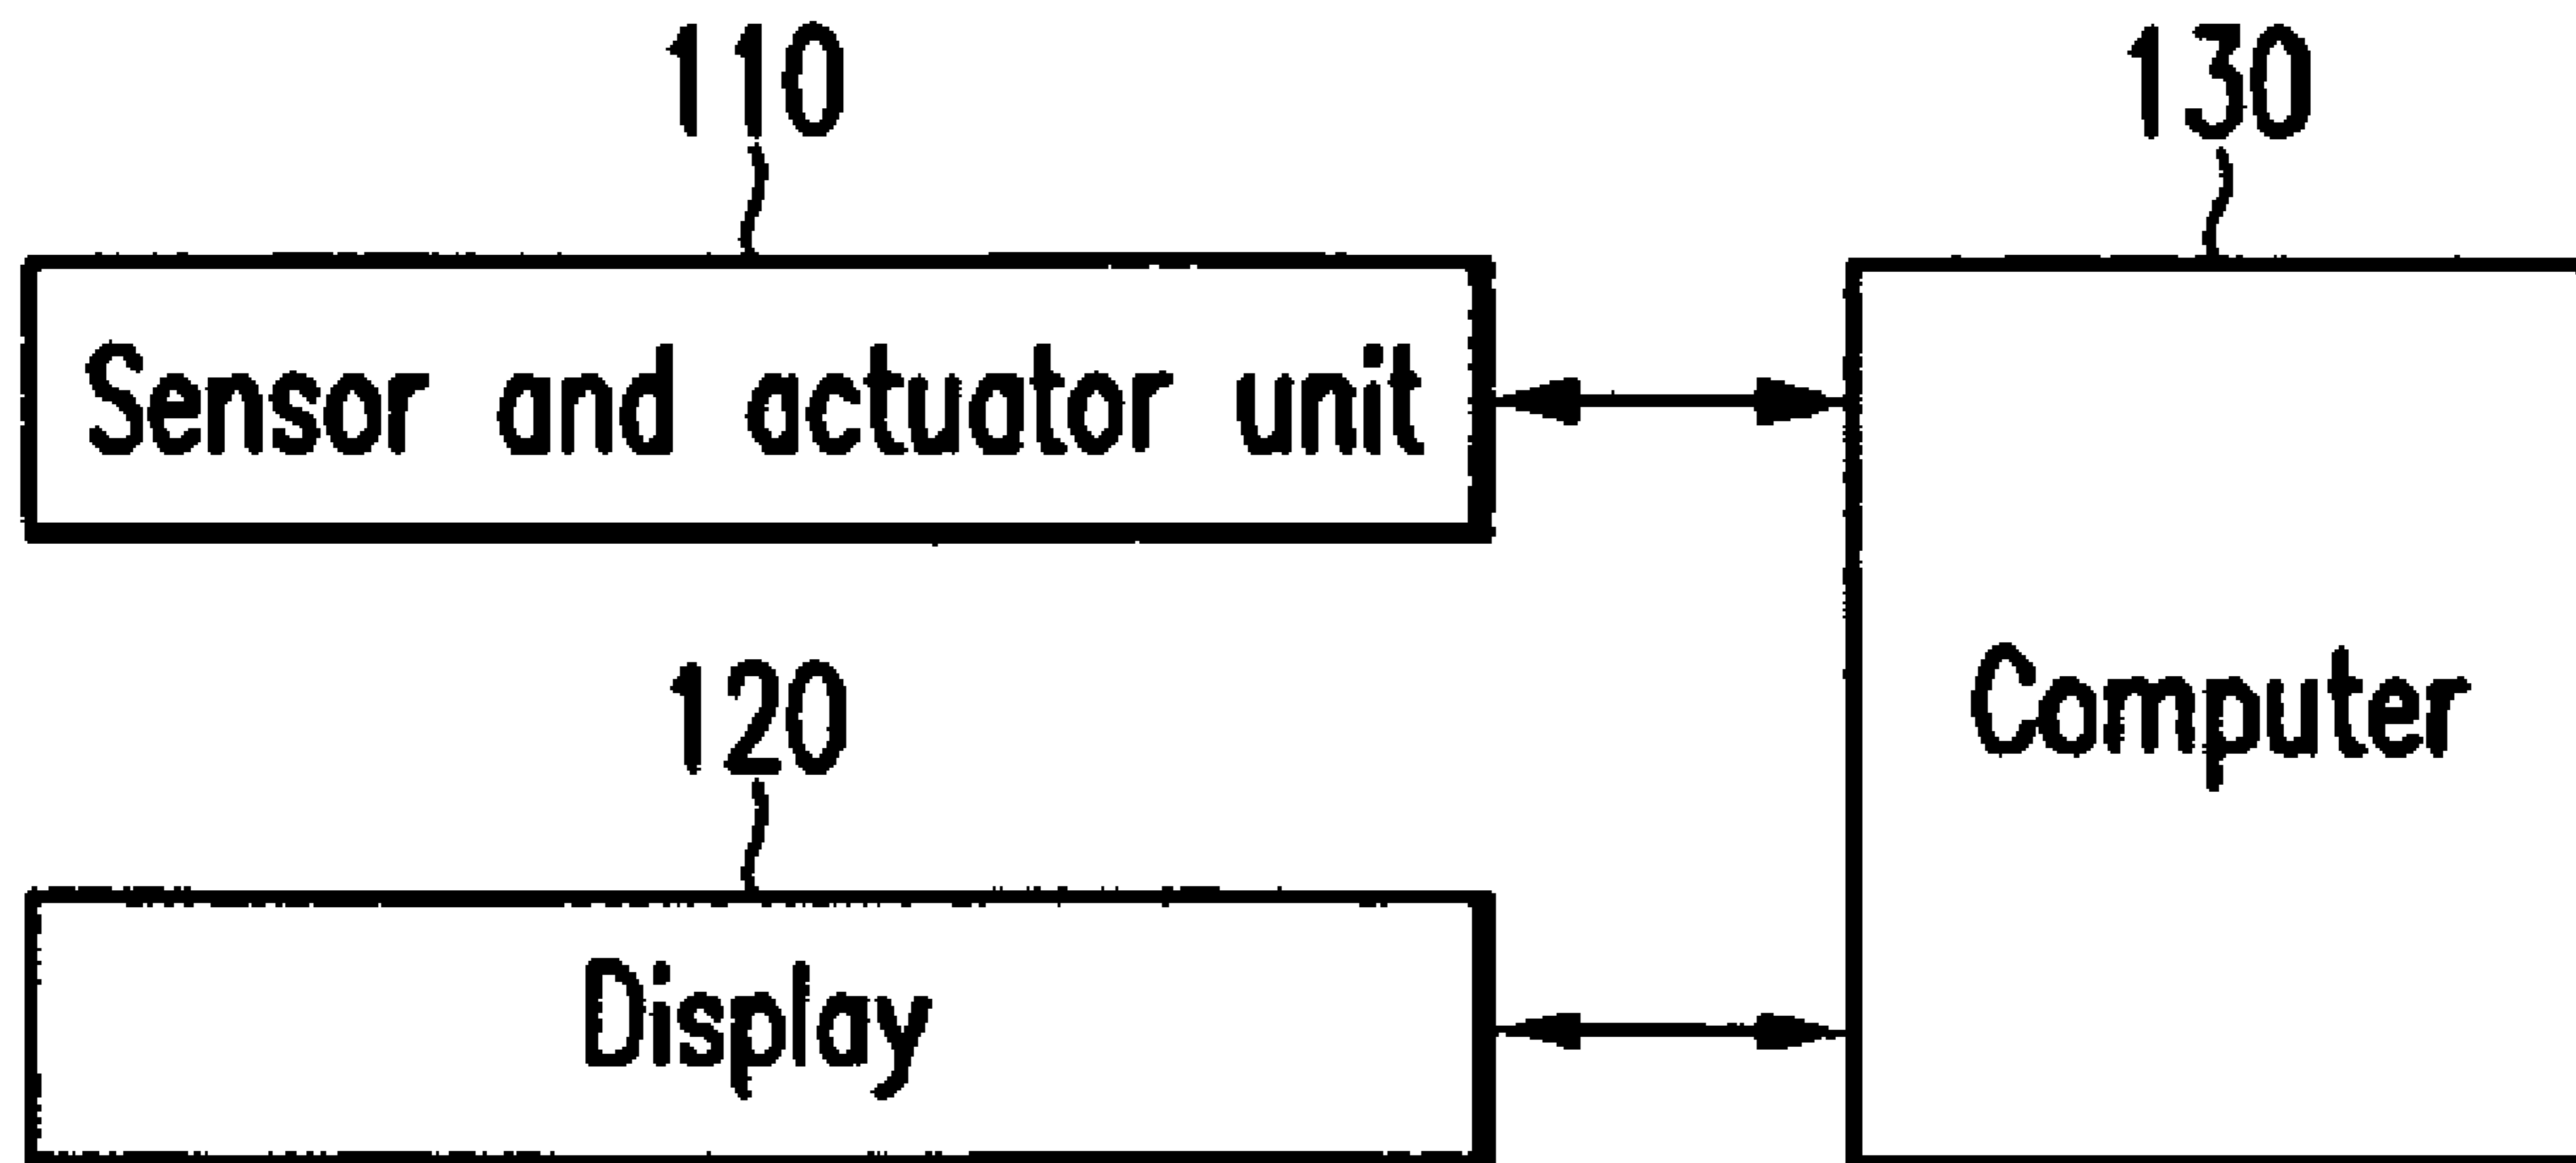 110
130
Sensor and actuator unit
Computer
120
Display